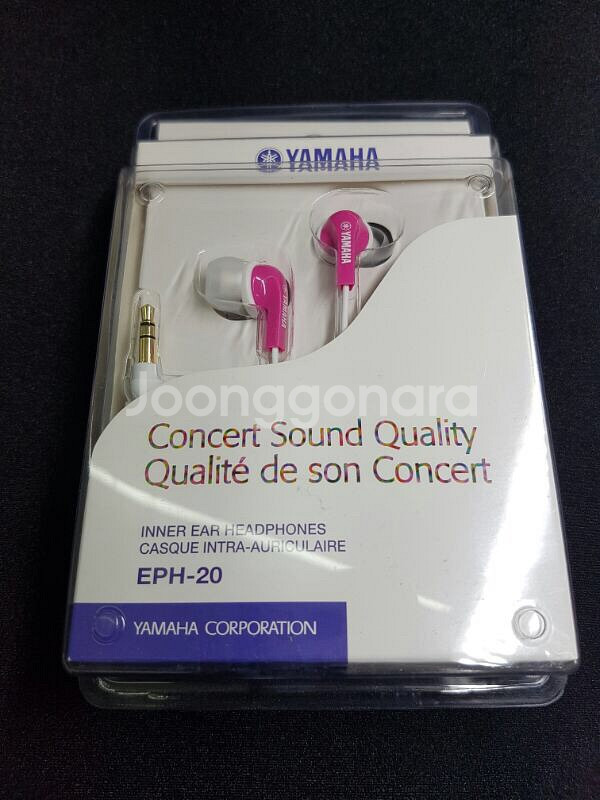 YAMAHA
YAMAHA
YAMAHA
Joonggonara
Concert Sound Quality
Qualité de son Concert
INNER EAR HEADPHONES
CASQUE INTRA-AURICULAIRE
EPH-20
YAMAHA CORPORATION